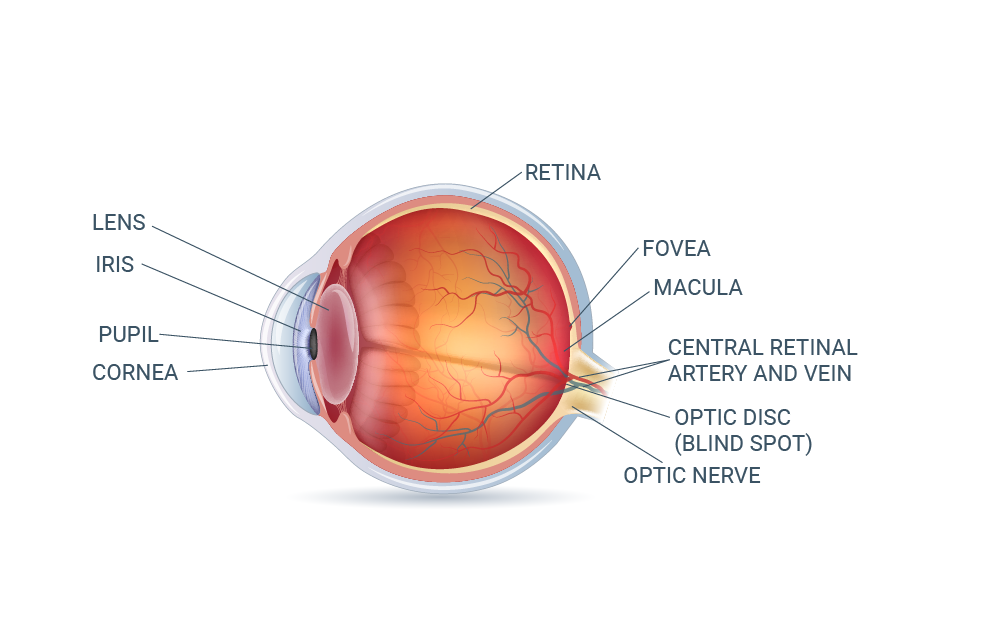 RETINA
LENS
IRIS
PUPIL
CORNEA
FOVEA
MACULA
CENTRAL RETINAL
ARTERY AND VEIN
OPTIC DISC
(BLIND SPOT)
OPTIC NERVE